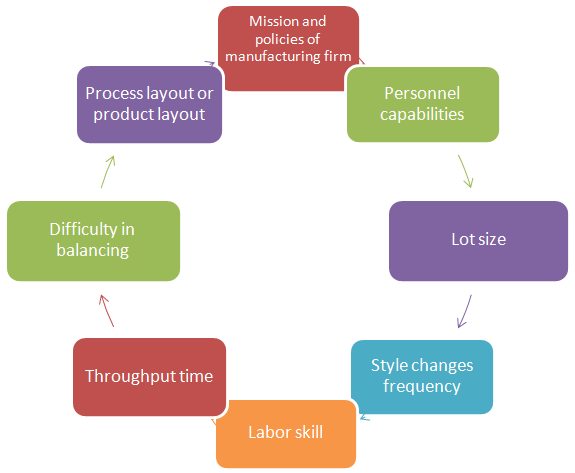 Mission and
policies of
manufacturing firm
Personnel
capabilities
Lot size
Style changes
frequency
Labor skill
Throughput time
Difficulty in
balancing
Process layout or
product layout